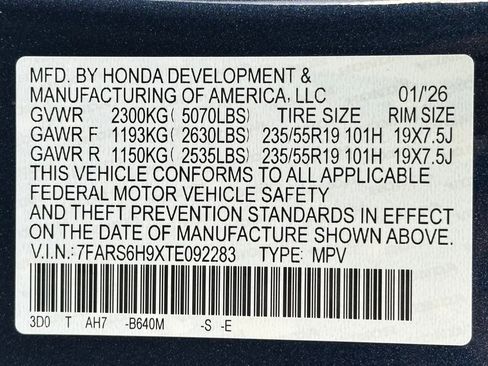 MFD. BY HONDA DEVELOPMENT &
MANUFACTURING OF AMERICA, LLC 01/'26
GVWR 2300KG( 5070LBS) TIRE SIZE RIM SIZE
GAWR F 1193KG( 2630LBS) 235/55R19 101H 19X7.5J
GAWR R 1150KG( 2535LBS) 235/55R19 101H 19X7.5J
THIS VEHICLE CONFORMS TO ALL APPLICABLE
FEDERAL MOTOR VEHICLE SAFETY
AND THEFT PREVENTION STANDARDS IN EFFECT
ON THE DATE OF MANUFACTURE SHOWN ABOVE.
V.I.N.: 7FARS6H9XTE092283 TYPE: MPV
3D0 T AH7 -B640M -S -E